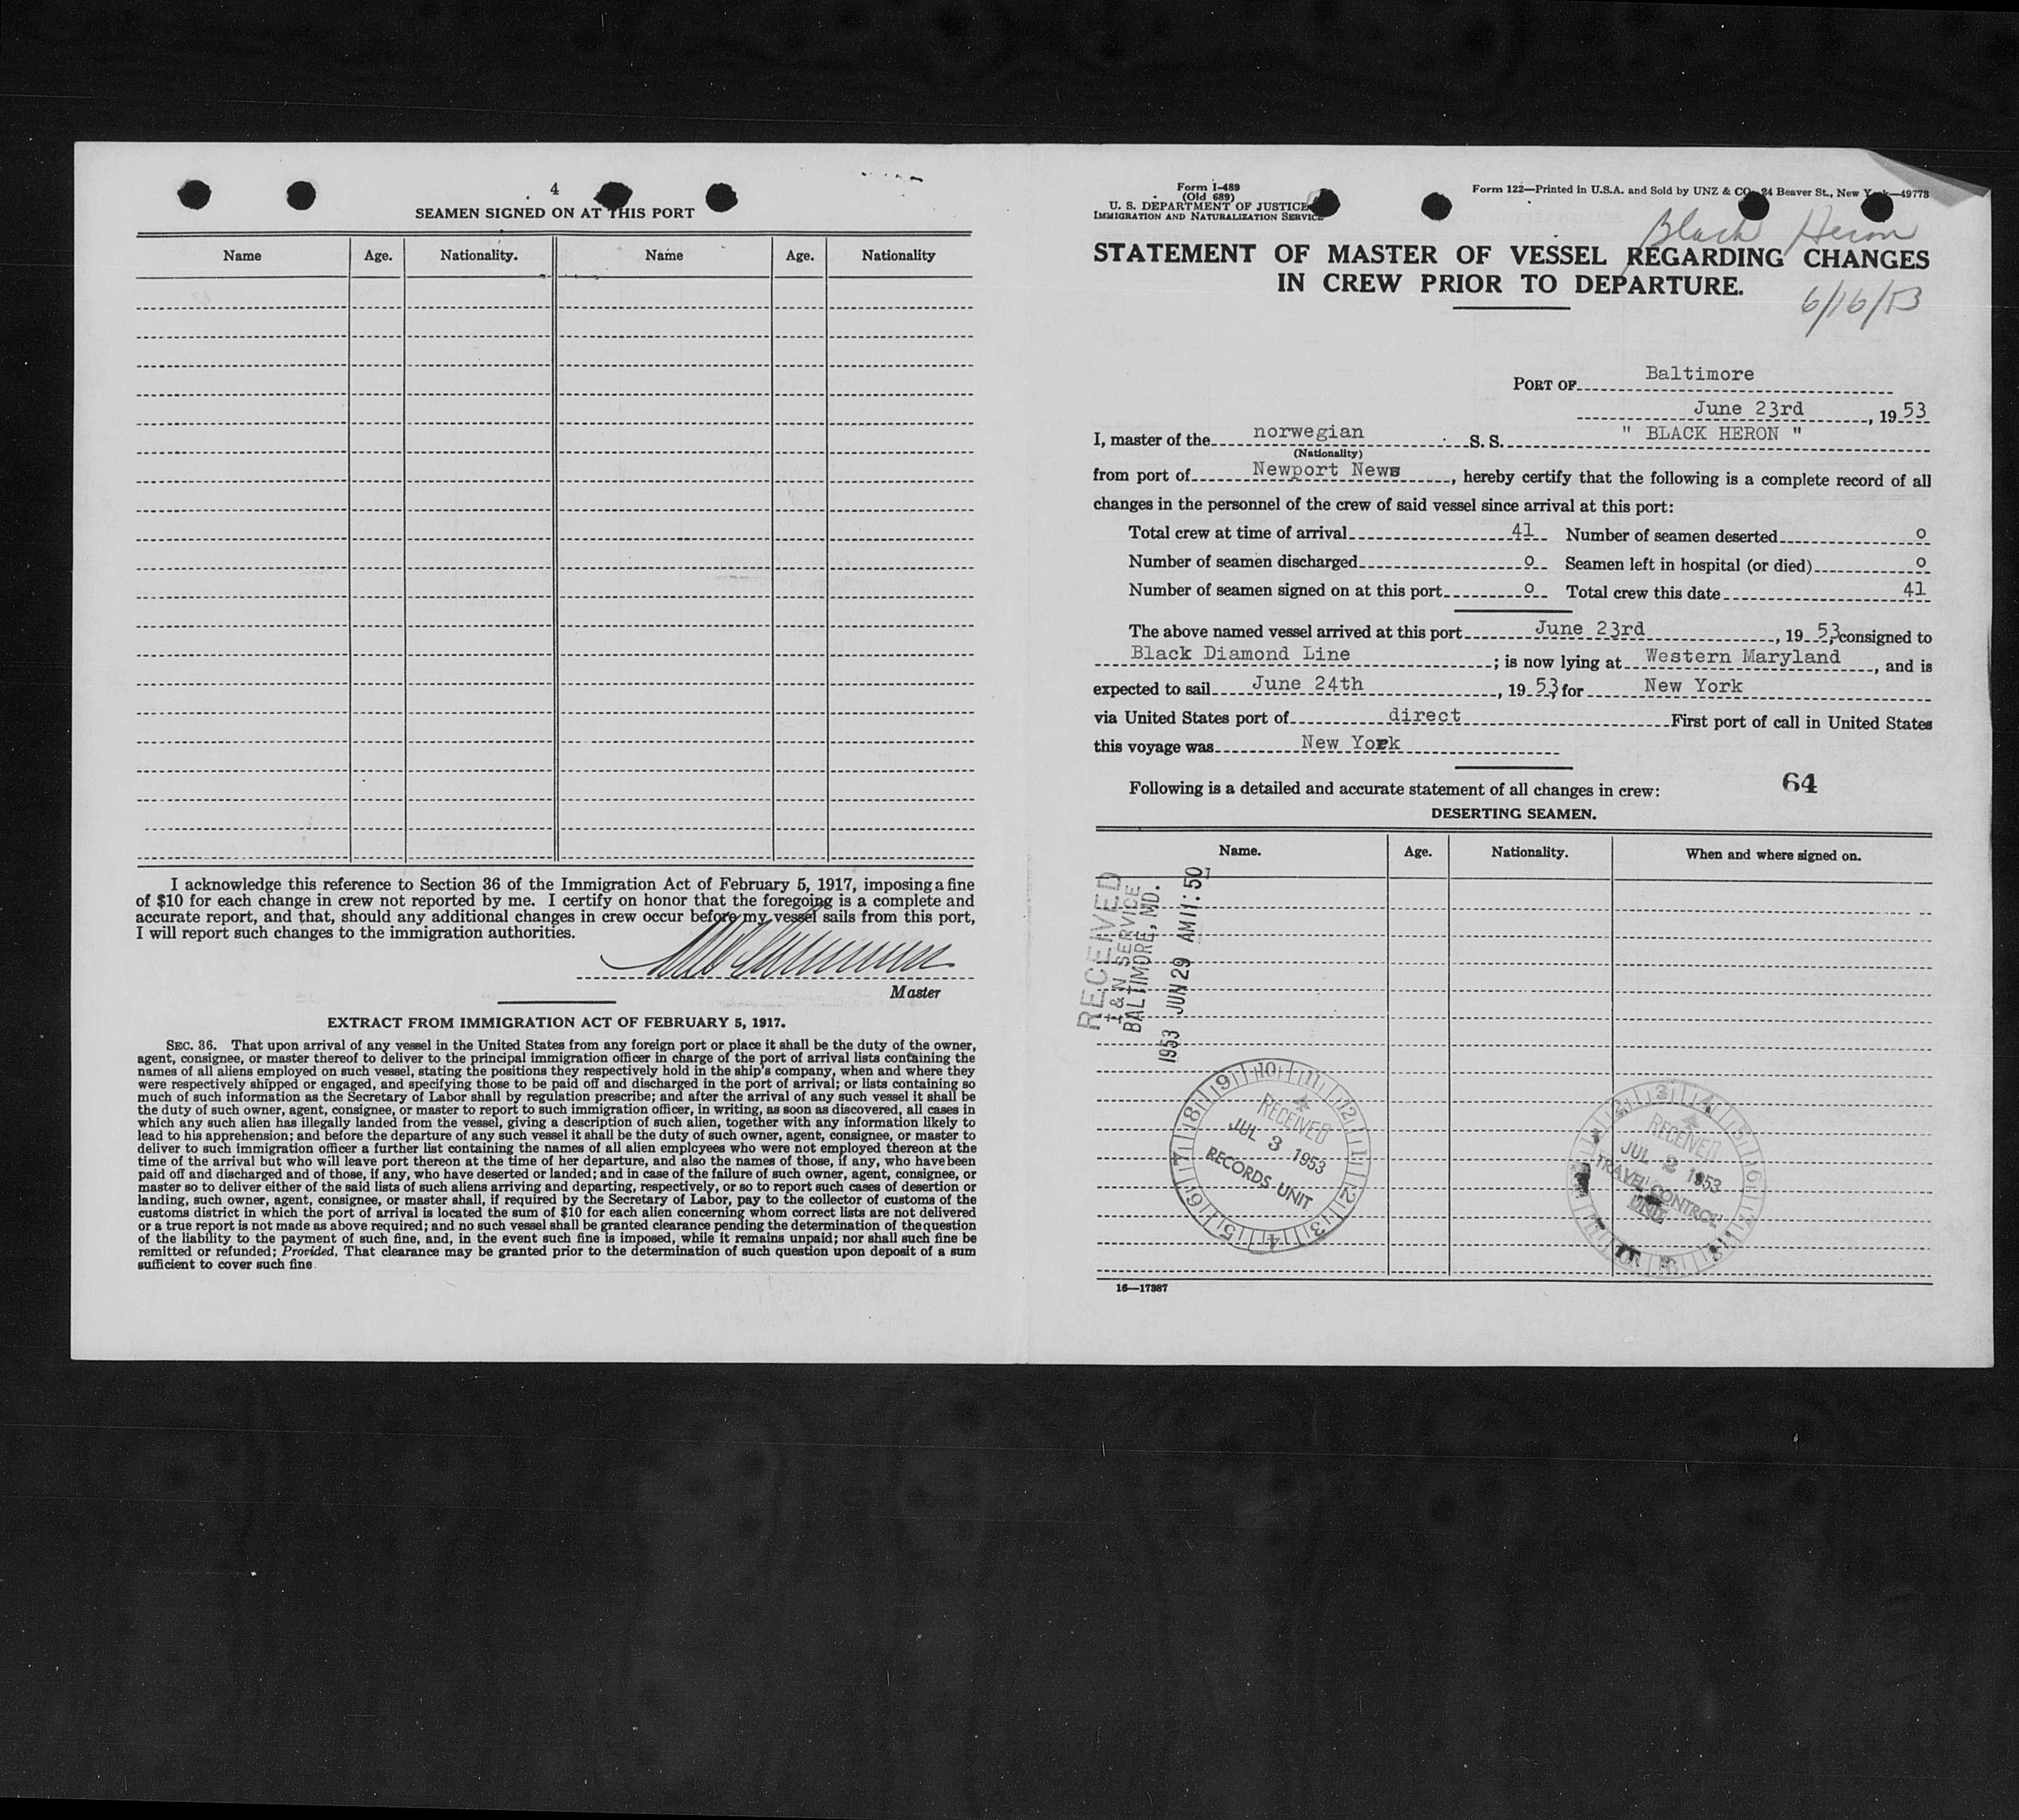 4
SEAMEN SIGNED ON AT THIS PORT
Name Age. Nationality. Name Age. Nationality
I acknowledge this reference to Section 36 of the Immigration Act of February 5, 1917, imposing a fine
of $10 for each change in crew not reported by me. I certify on honor that the foregoing is a complete and
accurate report, and that, should any additional changes in crew occur before my vessel sails from this port,
I will report such changes to the immigration authorities.
Master
EXTRACT FROM IMMIGRATION ACT OF FEBRUARY 5, 1917.
SEC. 36. That upon arrival of any vessel in the United States from any foreign port or place it shall be the duty of the owner,
agent, consignee, or master thereof to deliver to the principal immigration officer in charge of the port of arrival lists containing the
names of all aliens employed on such vessel, stating the positions they respectively hold in the ship's company, when and where they
were respectively shipped or engaged, and specifying those to be paid off and discharged in the port of arrival; or lists containing so
much of such information as the Secretary of Labor shall by regulation prescribe; and after the arrival of any such vessel it shall be
the duty of such owner, agent, consignee, or master to report to such immigration officer, in writing, as soon as discovered, all cases in
which any such alien has illegally landed from the vessel, giving a description of such alien, together with any information likely to
lead to his apprehension; and before the departure of any such vessel it shall be the duty of such owner, agent, consignee, or master to
deliver to such immigration officer a further list containing the names of all alien employees who were not employed thereon at the
time of the arrival but who will leave port thereon at the time of her departure, and also the names of those, if any, who have been
paid off and discharged and of those, if any, who have deserted or landed; and in case of the failure of such owner, agent, consignee, or
master so to deliver either of the said lists of such aliens arriving and departing, respectively, or so to report such cases of desertion or
landing, such owner, agent, consignee, or master shall, if required by the Secretary of Labor, pay to the collector of customs of the
customs district in which the port of arrival is located the sum of $10 for each alien concerning whom correct lists are not delivered
or a true report is not made as above required; and no such vessel shall be granted clearance pending the determination of the question
of the liability to the payment of such fine, and, in the event such fine is imposed, while it remains unpaid; nor shall such fine be
remitted or refunded; Provided, That clearance may be granted prior to the determination of such question upon deposit of a sum
sufficient to cover such fine
Form I-489
(Old 689)
U. S. DEPARTMENT OF JUSTICE
IMMIGRATION AND NATURALIZATION SERVICE
Form 122—Printed in U.S.A. and Sold by UNZ & CO. 24 Beaver St., New York—49773
Black Heron
STATEMENT OF MASTER OF VESSEL REGARDING CHANGES
IN CREW PRIOR TO DEPARTURE.
6/16/53
PORT OF Baltimore
June 23rd, 1953
I, master of the norwegian S. S. " BLACK HERON "
(Nationality)
from port of Newport News, hereby certify that the following is a complete record of all
changes in the personnel of the crew of said vessel since arrival at this port:
Total crew at time of arrival 41 Number of seamen deserted o
Number of seamen discharged o Seamen left in hospital (or died) o
Number of seamen signed on at this port o Total crew this date 41
The above named vessel arrived at this port June 23rd, 1953, consigned to
Black Diamond Line; is now lying at Western Maryland, and is
expected to sail June 24th, 1953, for New York
via United States port of direct First port of call in United States
this voyage was New York
Following is a detailed and accurate statement of all changes in crew: 64
DESERTING SEAMEN.
Name. Age. Nationality. When and where signed on.
RECEIVED
I & N SERVICE
BALTIMORE, MD.
1953 JUN 29 AM 11:50
RECEIVED
JUL 3 1953
RECORDS UNIT
RECEIVED
JUL 2 1953
TRAVEL CONTROL
UNIT
16—17387